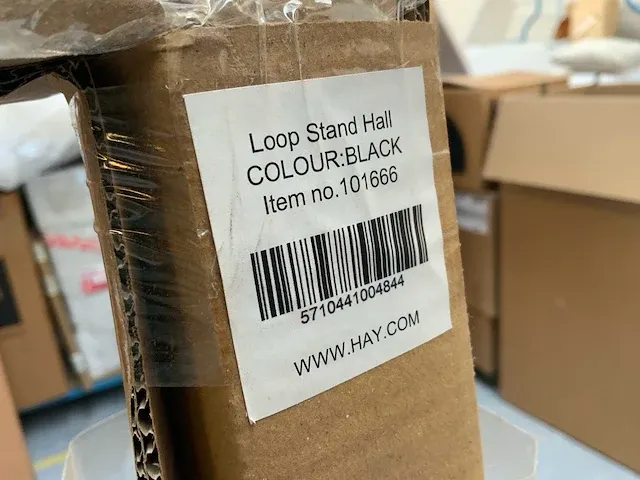 Loop Stand Hall
COLOUR:BLACK
Item no.101666
5710441004844
WWW.HAY.COM